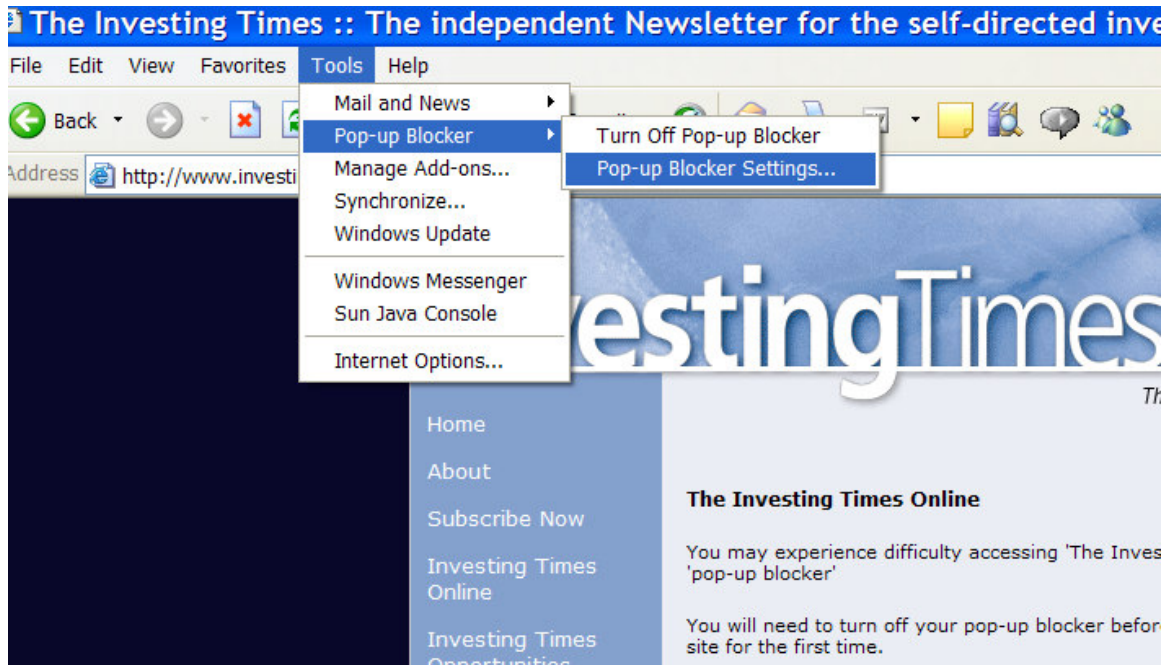 The Investing Times :: The independent Newsletter for the self-directed
File Edit View Favorites Tools Help
Back
Address http://www.investi
Mail and News
Pop-up Blocker
Manage Add-ons...
Synchronize...
Windows Update
Windows Messenger
Sun Java Console
Internet Options...
Turn Off Pop-up Blocker
Pop-up Blocker Settings...
estingTimes
Home
About
Subscribe Now
Investing Times
Online
Investing Times
Opportunities
The Investing Times Online
You may experience difficulty accessing 'The Inves
'pop-up blocker'
You will need to turn off your pop-up blocker befor
site for the first time.